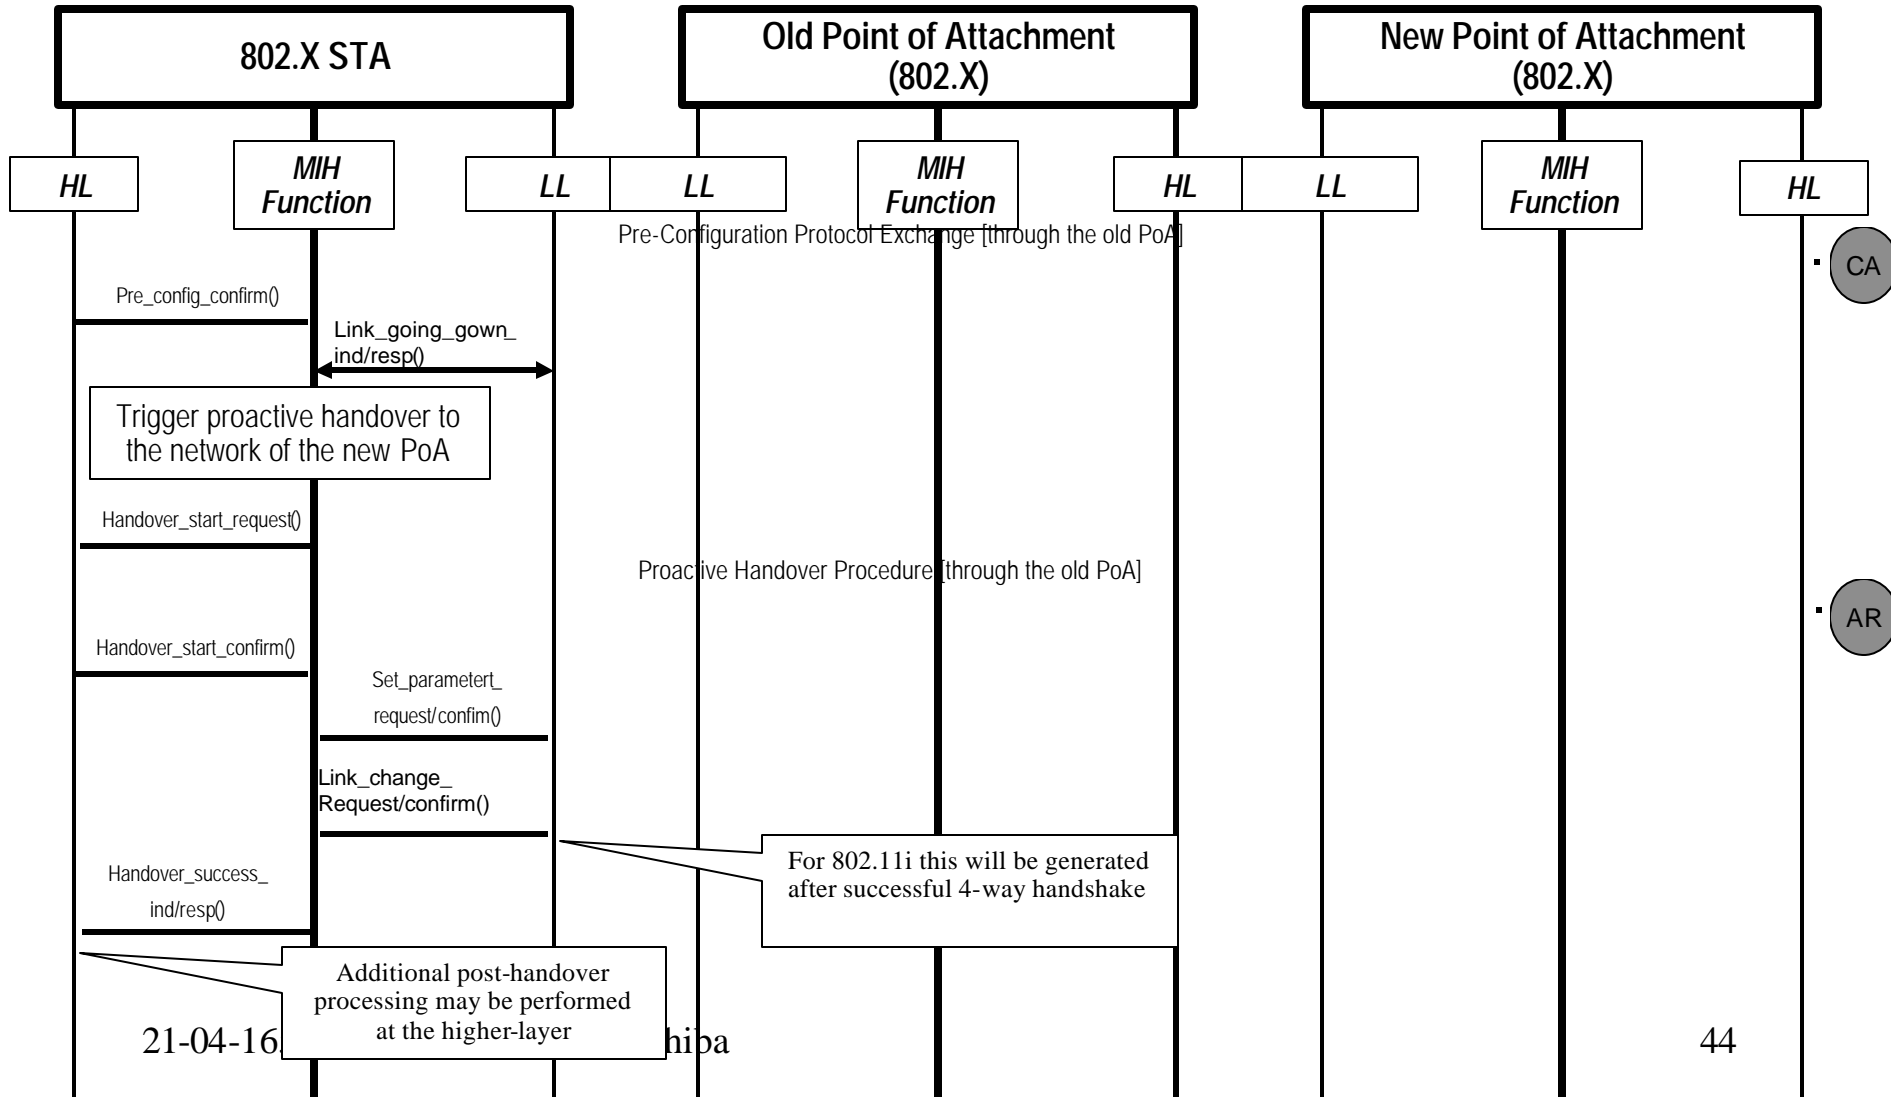 802.X STA
Old Point of Attachment
(802.X)
New Point of Attachment
(802.X)
HL
MIH
Function
LL
LL
MIH
Function
HL
LL
MIH
Function
HL
Pre-Configuration Protocol Exchange [through the old PoA]
CA
Pre_config_confirm()
Link_going_gown_
ind/resp()
Trigger proactive handover to
the network of the new PoA
Handover_start_request()
Proactive Handover Procedure [through the old PoA]
AR
Handover_start_confirm()
Set_parametert_
request/confim()
Link_change_
Request/confirm()
For 802.11i this will be generated
after successful 4-way handshake
Handover_success_
ind/resp()
Additional post-handover
processing may be performed
at the higher-layer
21-04-16
hiba
44